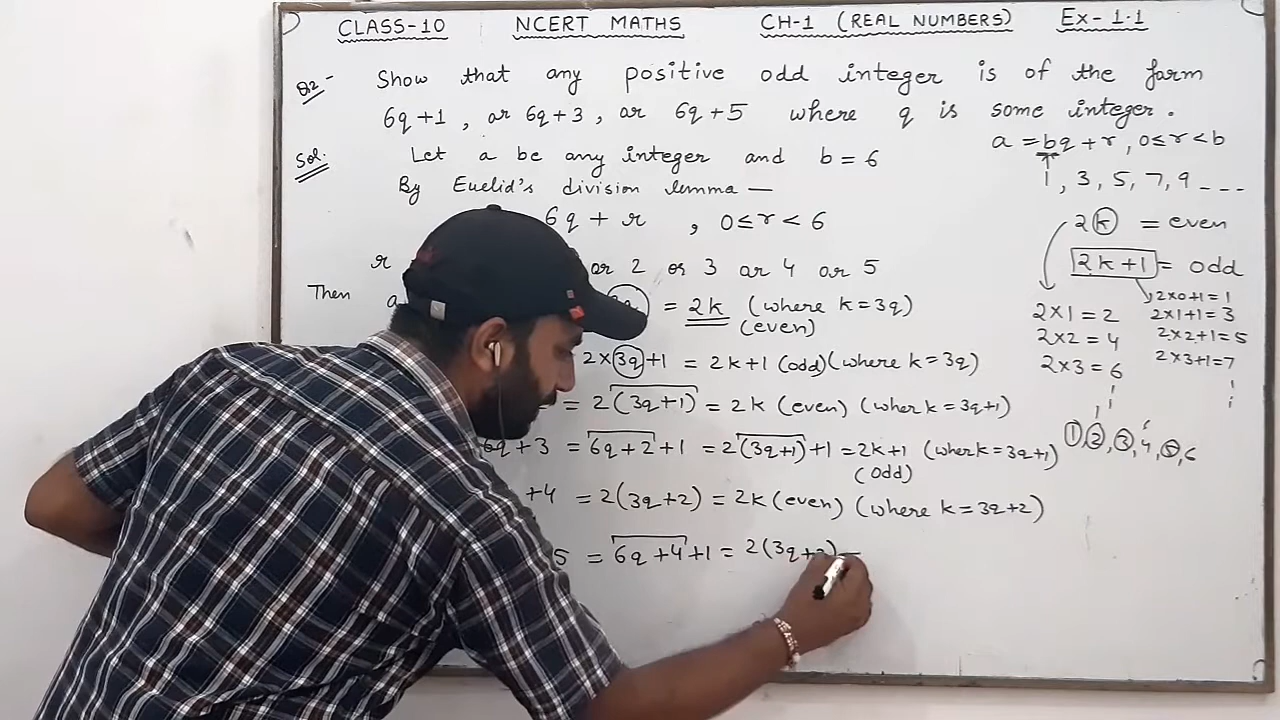 CLASS-10 NCERT MATHS CH-1 (REAL NUMBERS) Ex- 1.1
Q2- Show that any positive odd integer is of the form
6q+1, or 6q+3, or 6q+5 where q is some integer.
Sol. Let a be any integer and b=6
By Euclid's division lemma —
6q + r , 0≤r<6
r or 2 or 3 or 4 or 5
Then a = 2k (where k=3q)
(even)
2×3q+1 = 2k+1 (odd) (where k=3q)
= 2(3q+1) = 2k (even) (wher k=3q+1)
6q+3 = 6q+2+1 = 2(3q+1)+1 = 2k+1 (wher k=3q+1)
(odd)
+4 = 2(3q+2) = 2k (even) (where k=3q+2)
5 = 6q+4+1 = 2(3q+
a = bq+r, 0≤r<b
1, 3, 5, 7, 9 - - -
2k = even
2k+1 = odd
2×1=2
2×2=4
2×3=6
2×0+1=1
2×1+1=3
2×2+1=5
2×3+1=7
1, 2, 3, 4, 5, 6